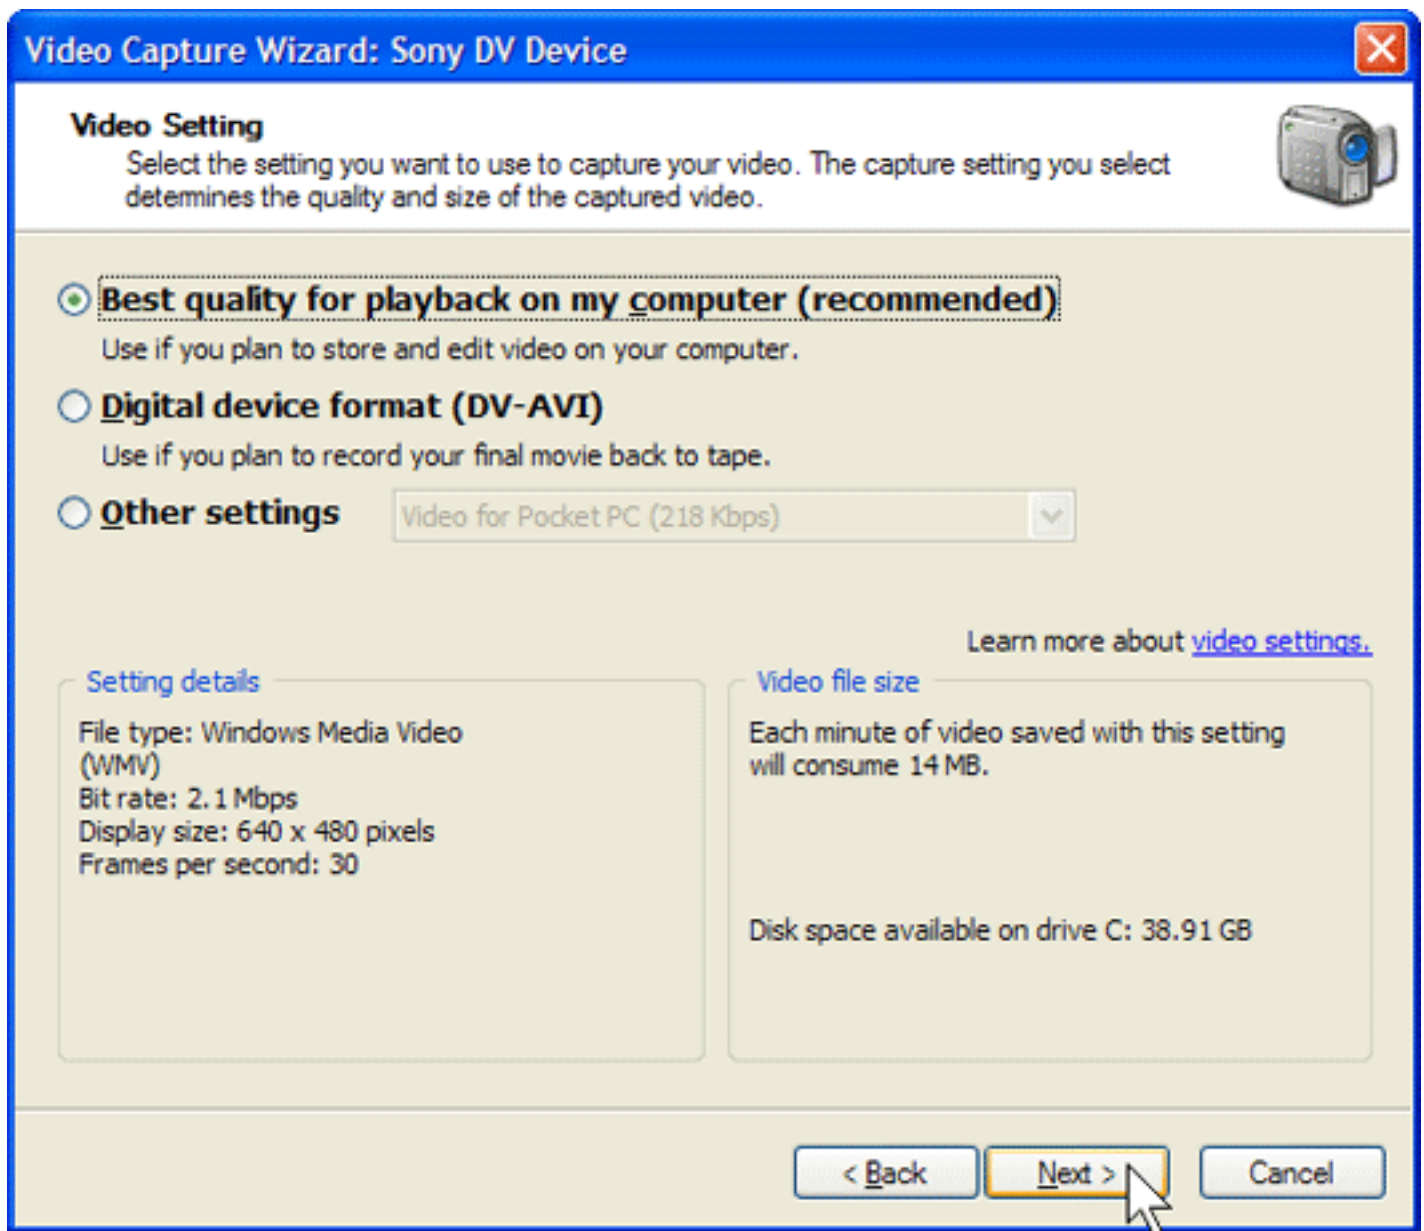 Video Capture Wizard: Sony DV Device
Video Setting
Select the setting you want to use to capture your video. The capture setting you select
determines the quality and size of the captured video.
Best quality for playback on my computer (recommended)
Use if you plan to store and edit video on your computer.
Digital device format (DV-AVI)
Use if you plan to record your final movie back to tape.
Other settings
Video for Pocket PC (218 Kbps)
Learn more about video settings.
Setting details
File type: Windows Media Video
(WMV)
Bit rate: 2.1 Mbps
Display size: 640 x 480 pixels
Frames per second: 30
Video file size
Each minute of video saved with this setting
will consume 14 MB.
Disk space available on drive C: 38.91 GB
< Back
Next >
Cancel